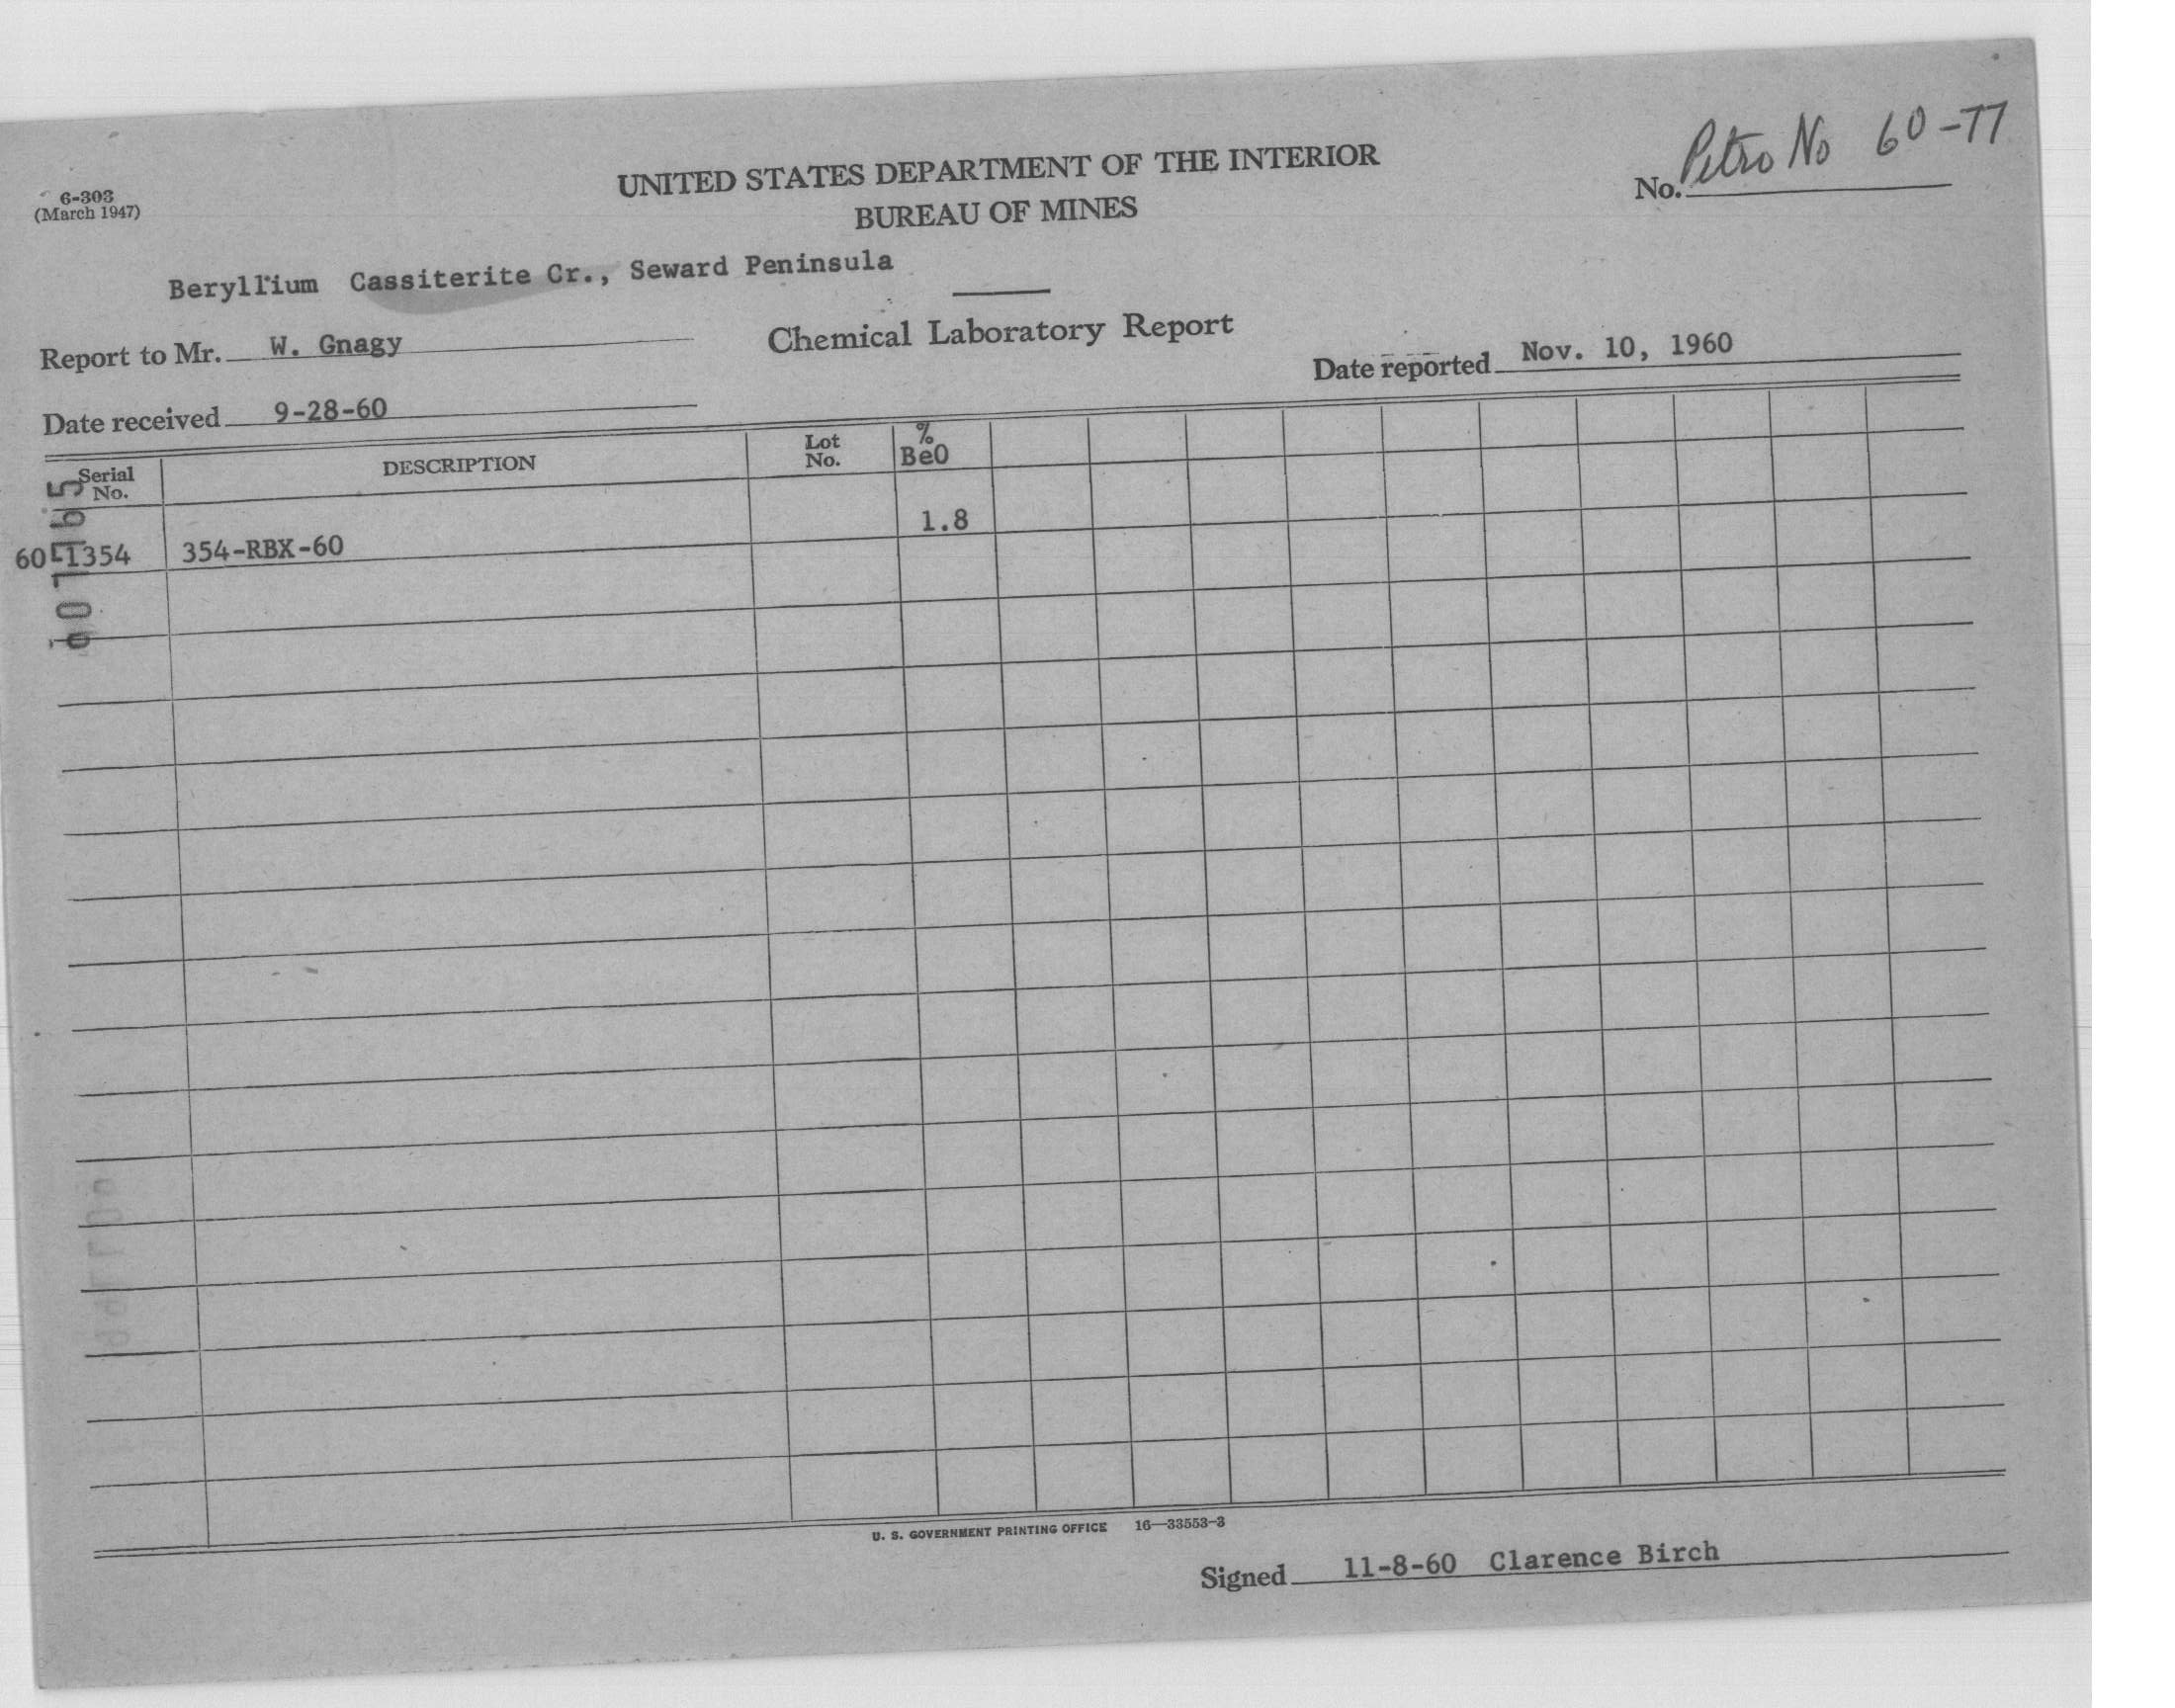 6-303
(March 1947)
UNITED STATES DEPARTMENT OF THE INTERIOR
BUREAU OF MINES
No. Petro No 60-77
Beryllium Cassiterite Cr., Seward Peninsula
Report to Mr. W. Gnagy
Chemical Laboratory Report
Date reported Nov. 10, 1960
Date received 9-28-60
Serial No.
DESCRIPTION
Lot No.
% BeO
60-1354 354-RBX-60 1.8
U. S. GOVERNMENT PRINTING OFFICE 16—33553-3
Signed 11-8-60 Clarence Birch